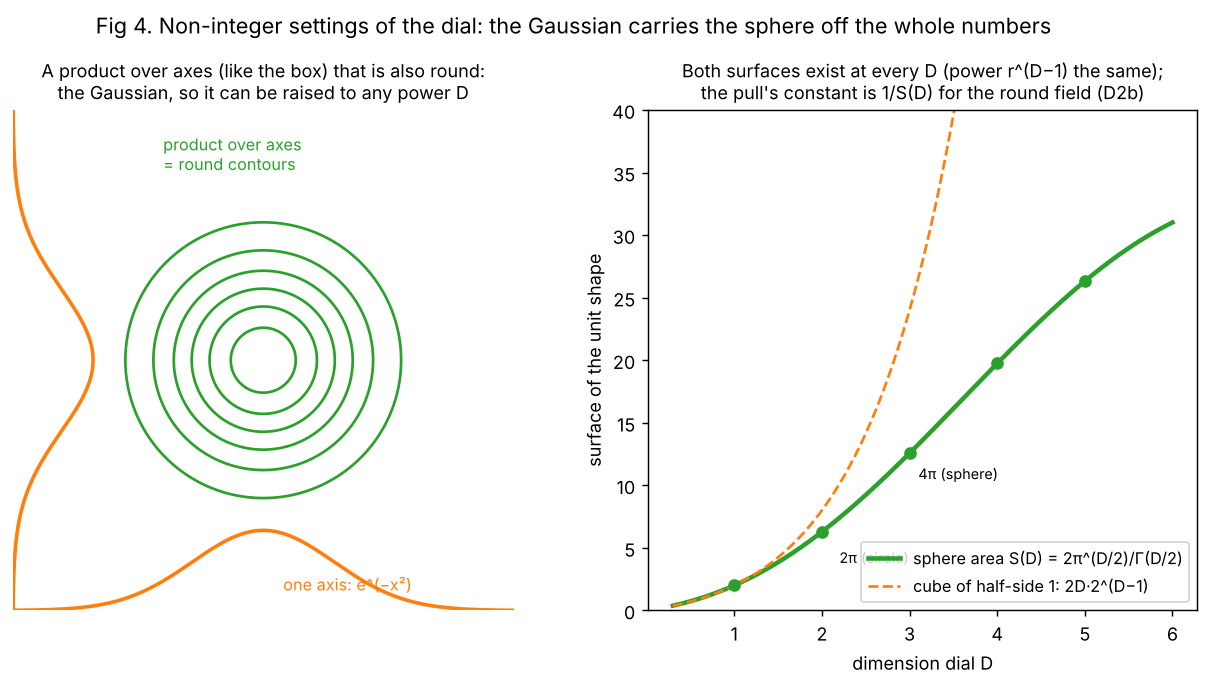 Fig 4. Non-integer settings of the dial: the Gaussian carries the sphere off the whole numbers
A product over axes (like the box) that is also round:
the Gaussian, so it can be raised to any power D
product over axes
= round contours
one axis: e^(−x²)
Both surfaces exist at every D (power r^(D−1) the same);
the pull's constant is 1/S(D) for the round field (D2b)
surface of the unit shape
40
35
30
25
20
15
10
5
0
4π (sphere)
2π (circle)
sphere area S(D) = 2π^(D/2)/Γ(D/2)
cube of half-side 1: 2D·2^(D−1)
1 2 3 4 5 6
dimension dial D